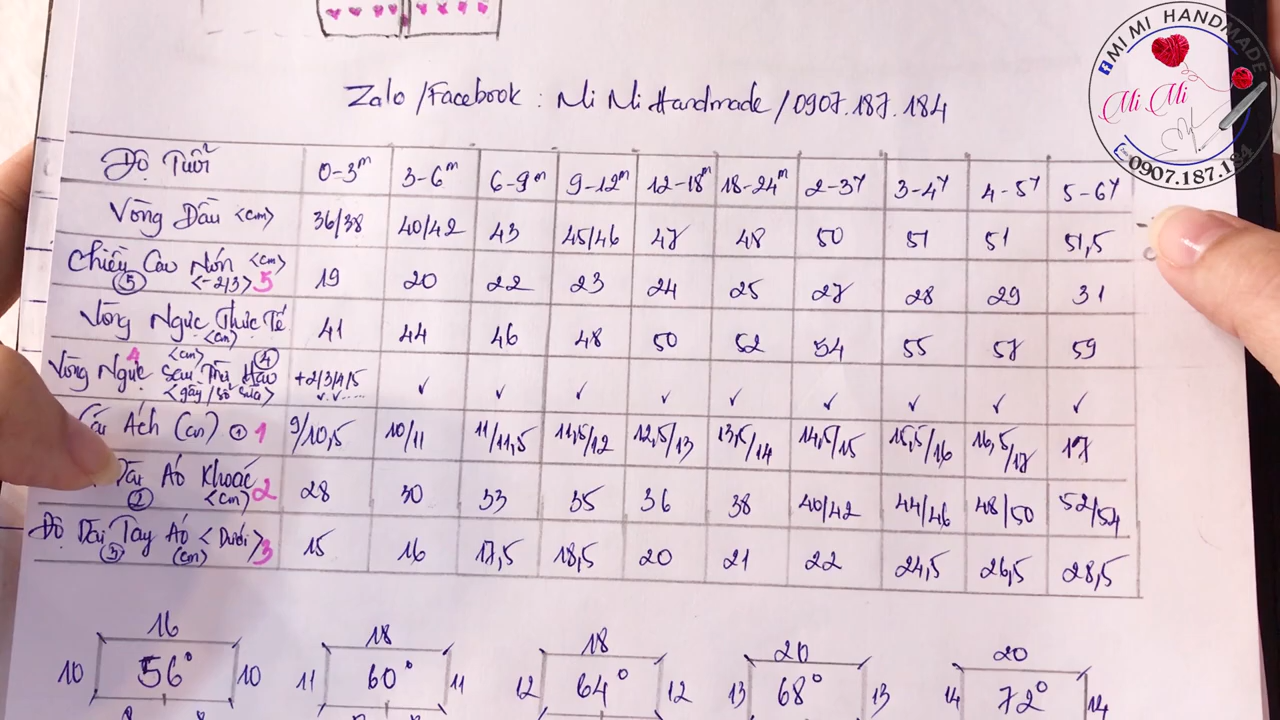 MI MI HANDMADE
Mi Mi
0907.187.184
Zalo/Facebook : Mi Mi Handmade/0907.187.184
Độ Tuổi 0-3m 3-6m 6-9m 9-12m 12-18m 18-24m 2-3y 3-4y 4-5y 5-6y
Vòng Đầu <cm> 36/38 40/42 43 45/46 47 48 50 51 51 51,5
Chiều Cao Nón <cm>
⑤ <-2/3> 5 19 20 22 23 24 25 27 28 29 31
Vòng Ngực Thực Tế
<cm> 41 44 46 48 50 52 54 55 57 59
4 <cm> ④
Vòng Ngực Sau Trừ Hao
<gậy/sổ sữa> +2/3/4/5 ✓ ✓ ✓ ✓ ✓ ✓ ✓ ✓ ✓
Ách (cm) ① 1 9/10,5 10/11 11/11,5 11,5/12 12,5/13 13,5/14 14,5/15 15,5/16 16,5/17 17
Dài Áo Khoác
② <cm> 2 28 30 33 35 36 38 40/42 44/46 48/50 52/54
Độ Dài Tay Áo <Dưới>
③ (cm) 3 15 16 17,5 18,5 20 21 22 24,5 26,5 28,5
16 18 18 20 20
10 56° 10 11 60° 11 12 64° 12 13 68° 13 14 72° 14